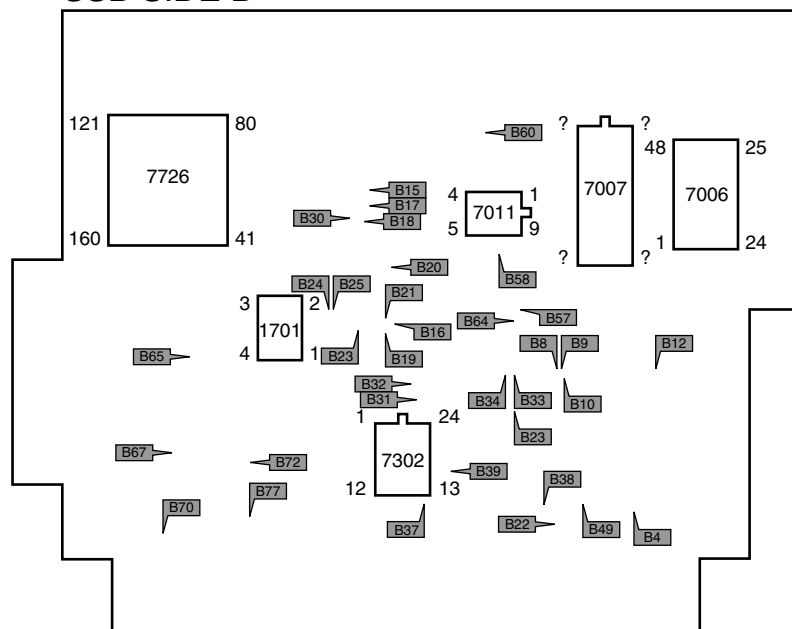 121 80 ? ? 48 25
B60
7726 7007 7006
B15 4 1
B17
B30 B18 7011
160 41 5 9 1 24
B20 ? ?
B24 B25 B58
B21
3 2
1701 B16 B64 B57
4 1
B65 B23 B19 B8 B9 B12
B32
B31 B34 B33 B10
1 24
B23
B67 7302
B72 B39
12 13 B38
B77
B70
B37 B22 B49 B4